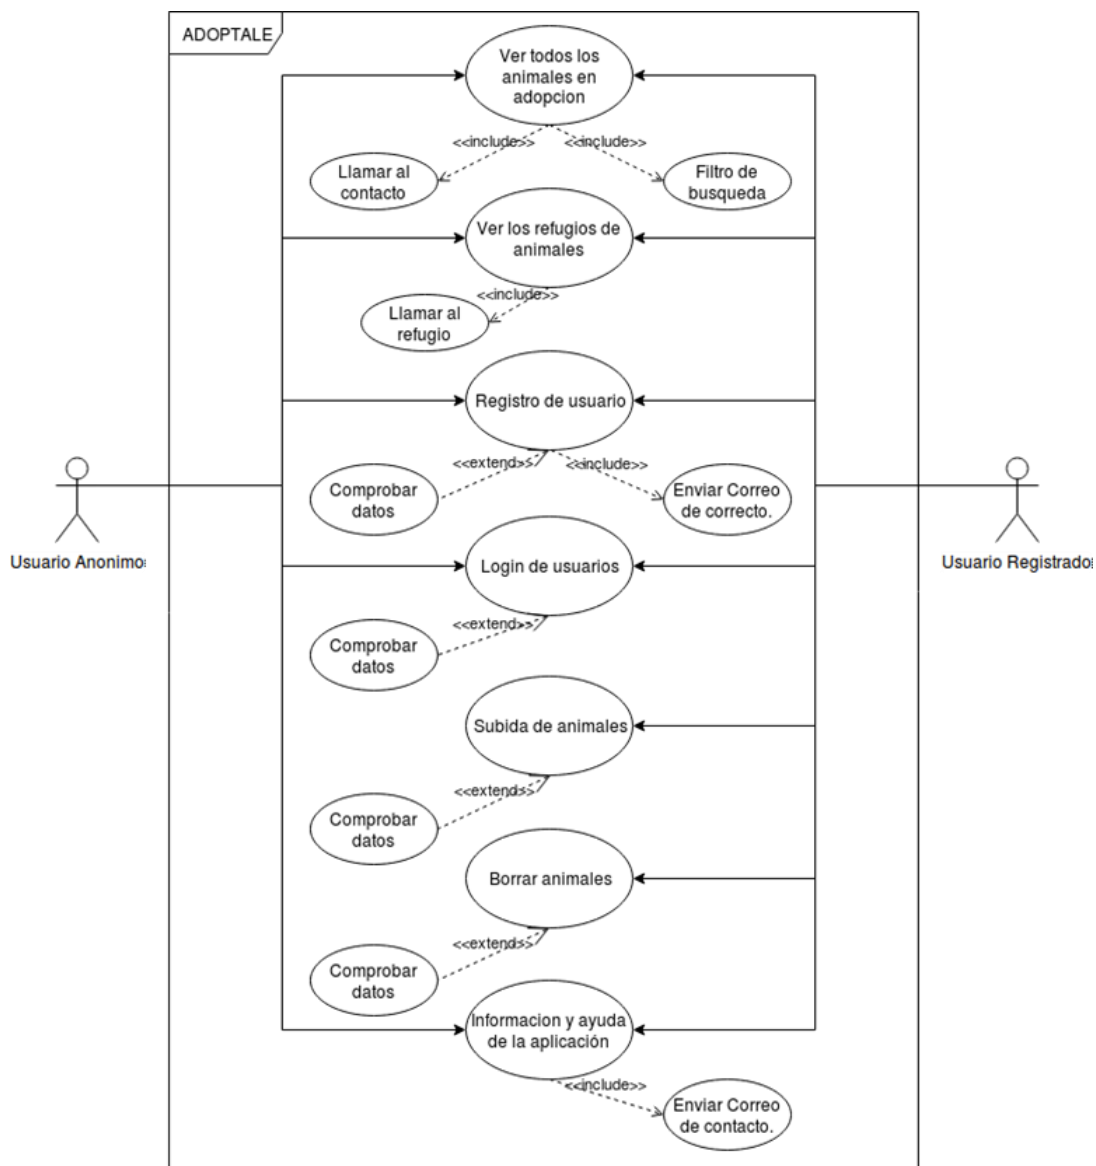 ADOPTALE
Ver todos los
animales en
adopcion
<<include>>
<<include>>
Llamar al
contacto
Filtro de
busqueda
Ver los refugios de
animales
<<include>>
Llamar al
refugio
Registro de usuario
<<extend>>
<<include>>
Comprobar
datos
Enviar Correo
de correcto.
Usuario Anonimo
Usuario Registrado
Login de usuarios
<<extend>>
Comprobar
datos
Subida de animales
<<extend>>
Comprobar
datos
Borrar animales
<<extend>>
Comprobar
datos
Informacion y ayuda
de la aplicación
<<include>>
Enviar Correo
de contacto.